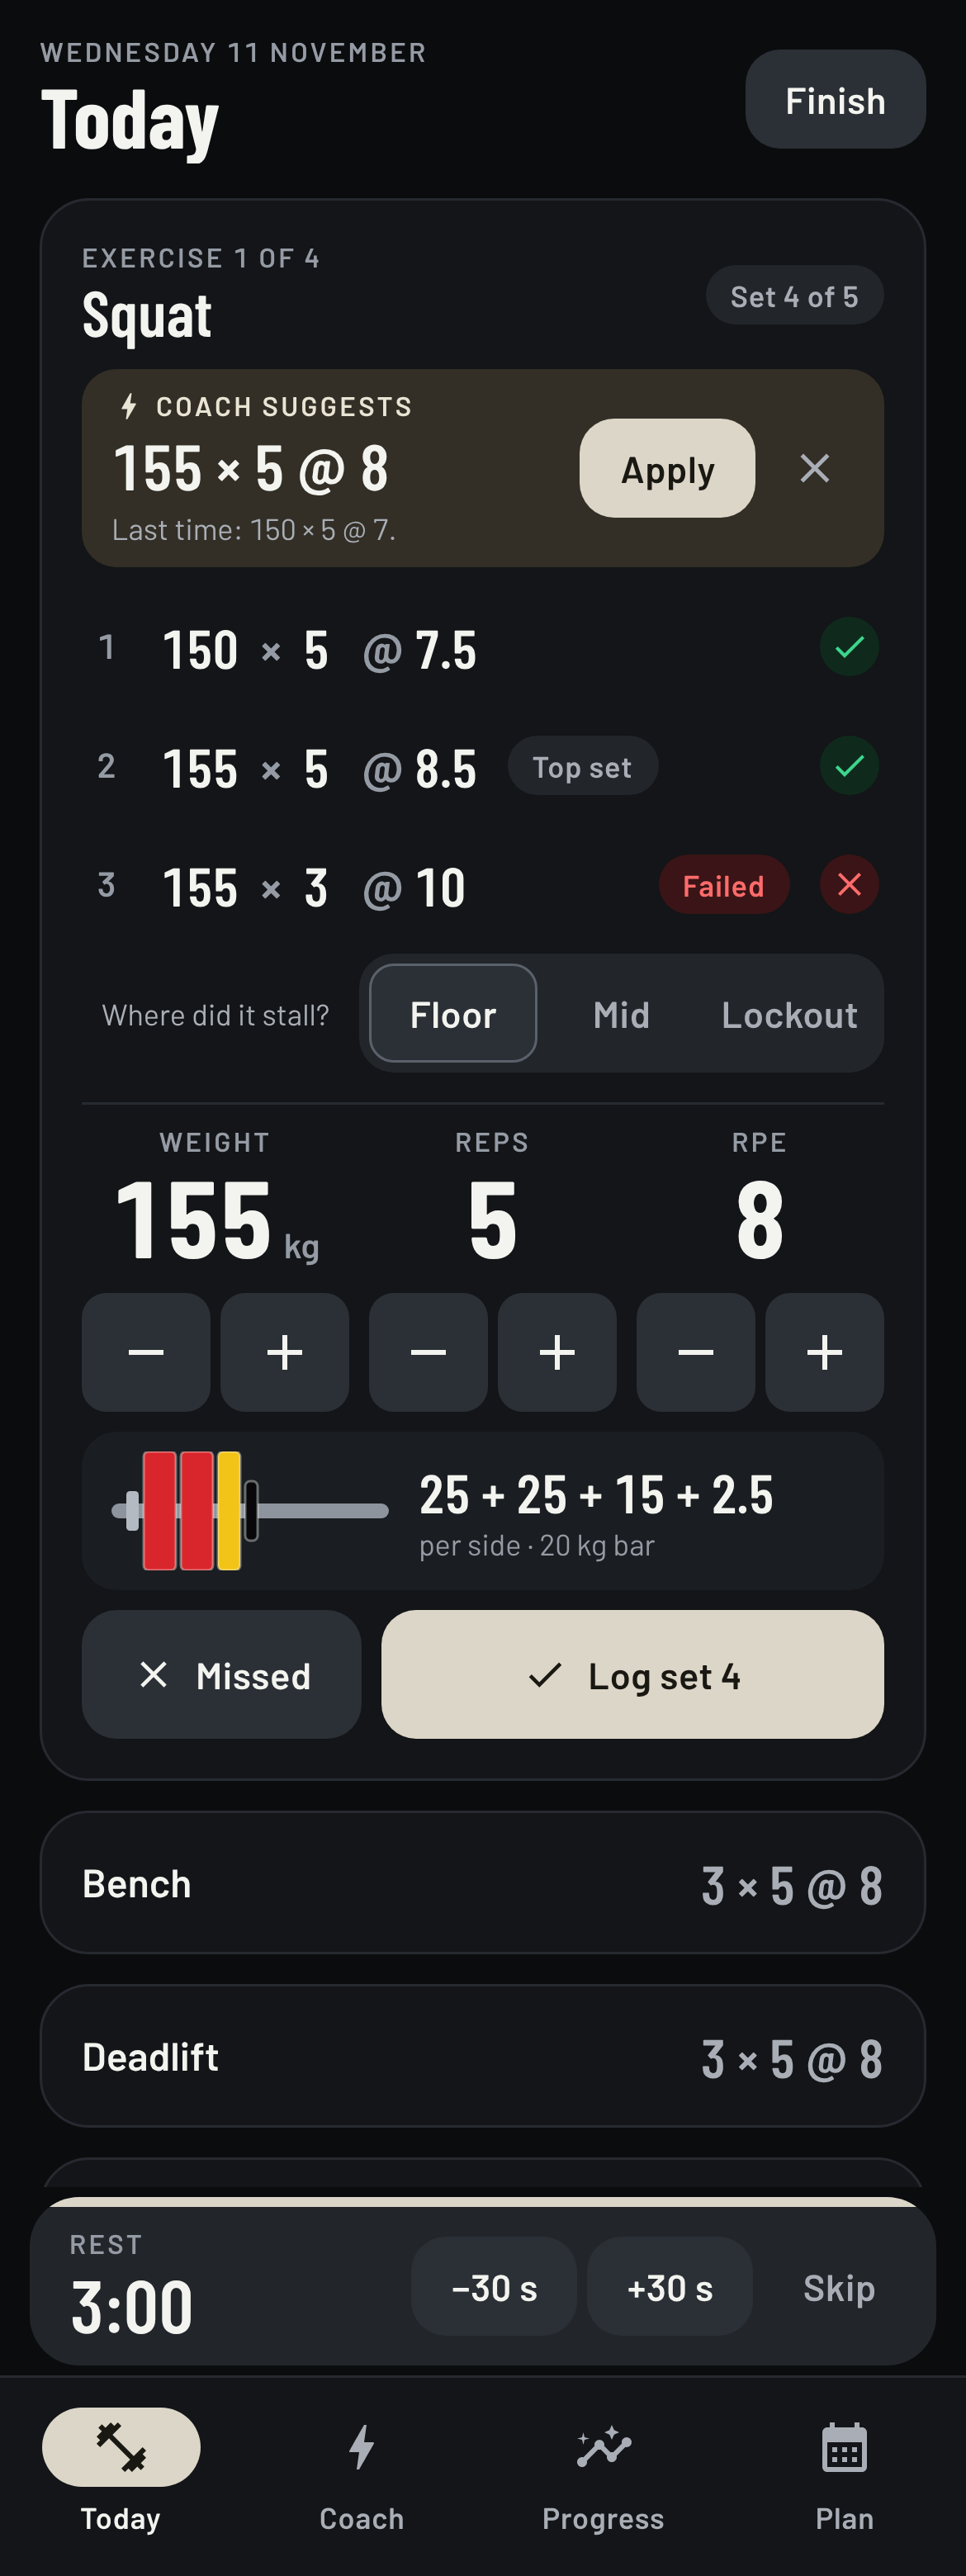 WEDNESDAY 11 NOVEMBER
Today
Finish
EXERCISE 1 OF 4
Squat
Set 4 of 5
COACH SUGGESTS
155 × 5 @ 8
Last time: 150 × 5 @ 7.
Apply
1 150 × 5 @ 7.5
2 155 × 5 @ 8.5 Top set
3 155 × 3 @ 10 Failed
Where did it stall? Floor Mid Lockout
WEIGHT REPS RPE
155 kg 5 8
25 + 25 + 15 + 2.5
per side · 20 kg bar
Missed Log set 4
Bench 3 × 5 @ 8
Deadlift 3 × 5 @ 8
REST
3:00
−30 s +30 s Skip
Today Coach Progress Plan